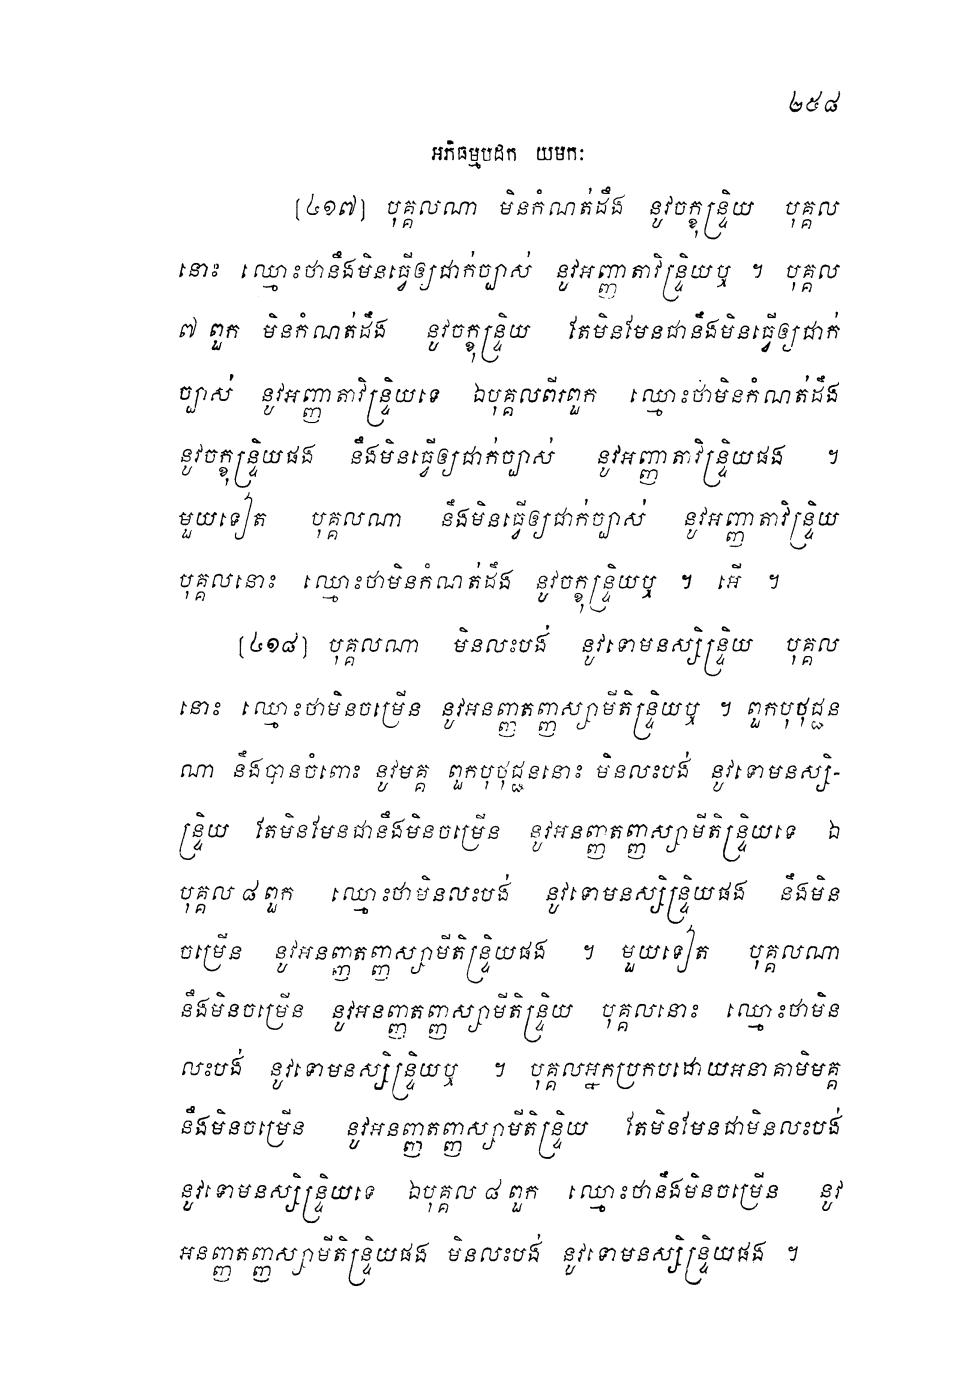 ២៥៨
អភិធម្មបិដក យមកៈ
[៤១៧] បុគ្គលណា មិនកំណត់ដឹង នូវចក្ខុន្ទ្រិយ បុគ្គល
នោះ ឈ្មោះថានឹងមិនធ្វើឲ្យជាក់ច្បាស់ នូវអញ្ញាតាវិន្ទ្រិយឬ ។ បុគ្គល
៧ ពួក មិនកំណត់ដឹង នូវចក្ខុន្ទ្រិយ តែមិនមែនជានឹងមិនធ្វើឲ្យជាក់
ច្បាស់ នូវអញ្ញាតាវិន្ទ្រិយទេ ឯបុគ្គលពីរពួក ឈ្មោះថាមិនកំណត់ដឹង
នូវចក្ខុន្ទ្រិយផង នឹងមិនធ្វើឲ្យជាក់ច្បាស់ នូវអញ្ញាតាវិន្ទ្រិយផង ។
មួយទៀត បុគ្គលណា នឹងមិនធ្វើឲ្យជាក់ច្បាស់ នូវអញ្ញាតាវិន្ទ្រិយ
បុគ្គលនោះ ឈ្មោះថាមិនកំណត់ដឹង នូវចក្ខុន្ទ្រិយឬ ។ អើ ។
[៤១៨] បុគ្គលណា មិនលះបង់ នូវទោមនស្សិន្ទ្រិយ បុគ្គល
នោះ ឈ្មោះថាមិនចម្រើន នូវអនញ្ញតញ្ញស្សាមីតិន្ទ្រិយឬ ។ ពួកបុថុជ្ជន
ណា នឹងបានចំពោះ នូវមគ្គ ពួកបុថុជ្ជននោះ មិនលះបង់ នូវទោមនស្សិ-
ន្ទ្រិយ តែមិនមែនជានឹងមិនចម្រើន នូវអនញ្ញតញ្ញស្សាមីតិន្ទ្រិយទេ ឯ
បុគ្គល ៨ ពួក ឈ្មោះថាមិនលះបង់ នូវទោមនស្សិន្ទ្រិយផង នឹងមិន
ចម្រើន នូវអនញ្ញតញ្ញស្សាមីតិន្ទ្រិយផង ។ មួយទៀត បុគ្គលណា
នឹងមិនចម្រើន នូវអនញ្ញាតញ្ញស្សាមីតិន្ទ្រិយ បុគ្គលនោះ ឈ្មោះថាមិន
លះបង់ នូវទោមនស្សិន្ទ្រិយឬ ។ បុគ្គលអ្នកប្រកបដោយអនាគាមិមគ្គ
នឹងមិនចម្រើន នូវអនញ្ញតញ្ញស្សាមីតិន្ទ្រិយ តែមិនមែនជាមិនលះបង់
នូវទោមនស្សិន្ទ្រិយទេ ឯបុគ្គល ៨ ពួក ឈ្មោះថានឹងមិនចម្រើន នូវ
អនញ្ញតញ្ញស្សាមីតិន្ទ្រិយផង មិនលះបង់ នូវទោមនស្សិន្ទ្រិយផង ។